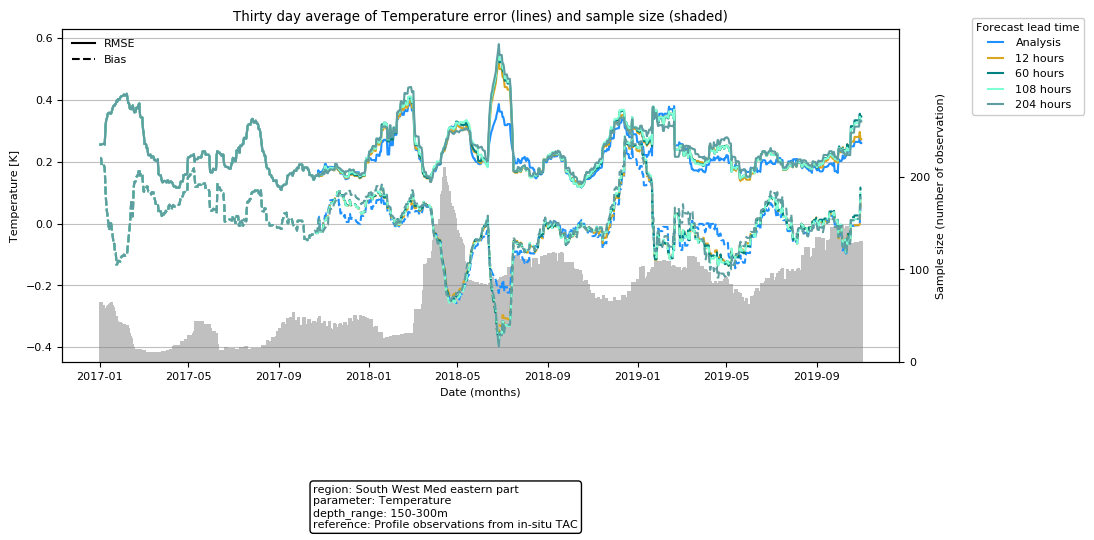 Thirty day average of Temperature error (lines) and sample size (shaded)
Forecast lead time
Analysis
12 hours
60 hours
108 hours
204 hours
RMSE
Bias
Temperature [K]
0.6
0.4
0.2
0.0
−0.2
−0.4
200
100
0
Sample size (number of observation)
2017-01 2017-05 2017-09 2018-01 2018-05 2018-09 2019-01 2019-05 2019-09
Date (months)
region: South West Med eastern part
parameter: Temperature
depth_range: 150-300m
reference: Profile observations from in-situ TAC